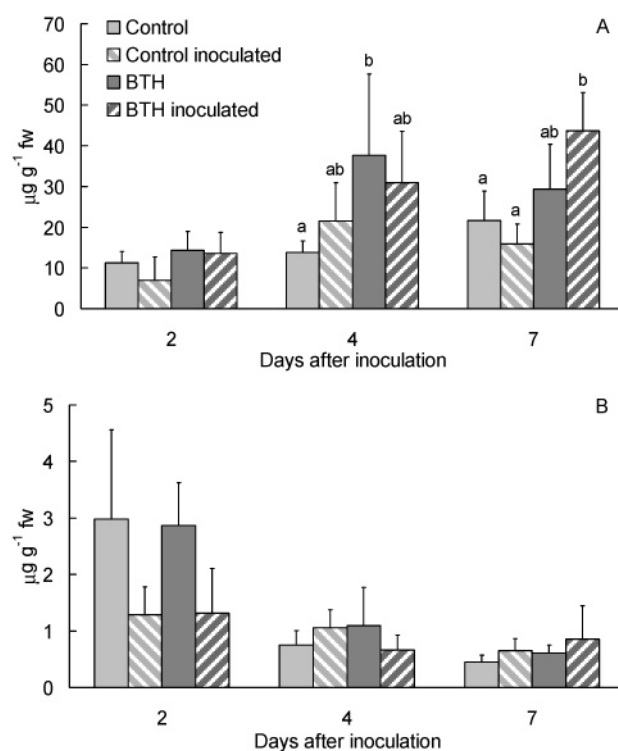 A
70
60
50
40
30
20
10
0
µg g⁻¹ fw
Control
Control inoculated
BTH
BTH inoculated
a
ab
b
ab
a
a
ab
b
2 4 7
Days after inoculation
B
5
4
3
2
1
0
µg g⁻¹ fw
2 4 7
Days after inoculation